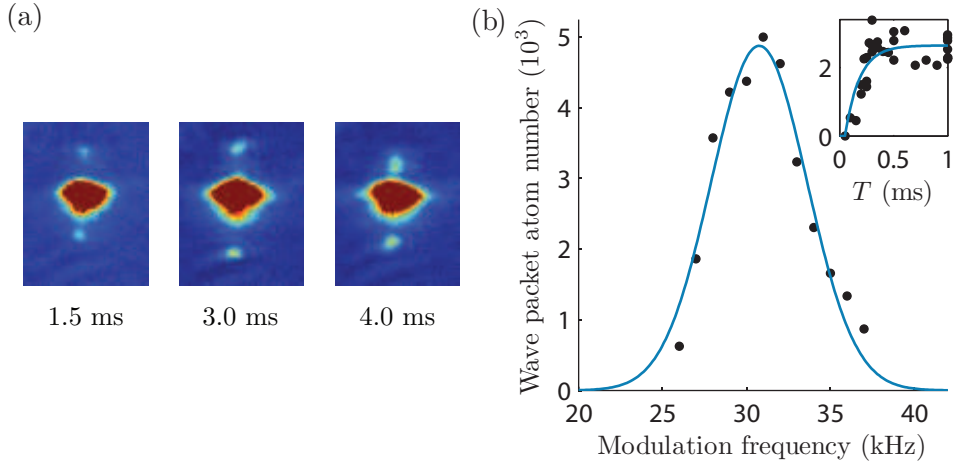 (a)
1.5 ms
3.0 ms
4.0 ms
(b)
Wave packet atom number (10³)
5
4
3
2
1
0
20
25
30
35
40
Modulation frequency (kHz)
2
0
0
0.5
1
T (ms)